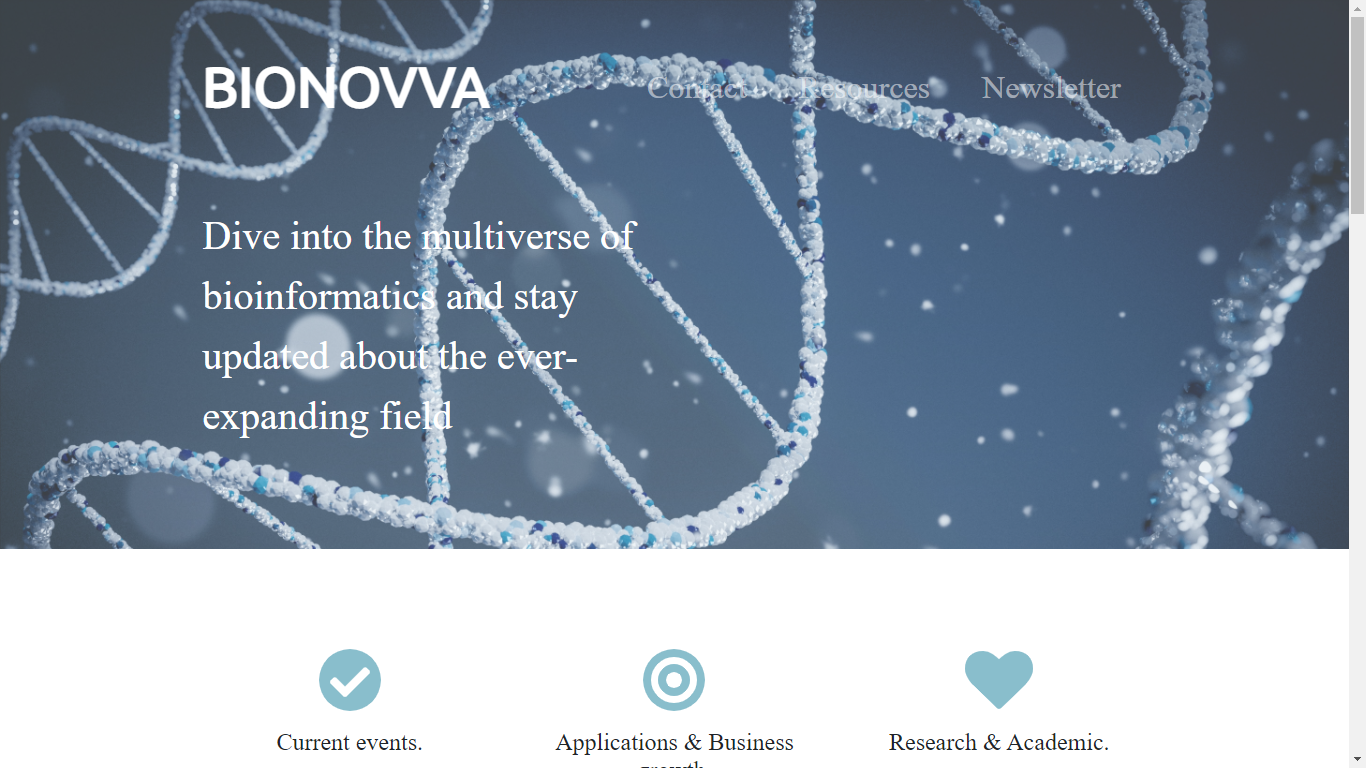 BIONOVVA
Contact Resources Newsletter
Dive into the multiverse of
bioinformatics and stay
updated about the ever-
expanding field
Current events.
Applications & Business
growth
Research & Academic.